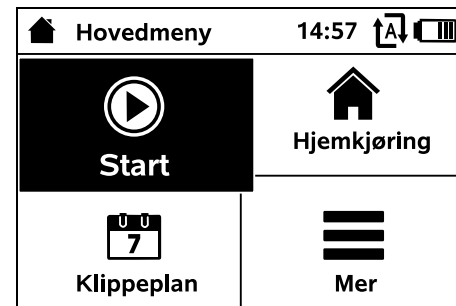 Hovedmeny 14:57 A
Start
Hjemkjøring
7
Klippeplan
Mer